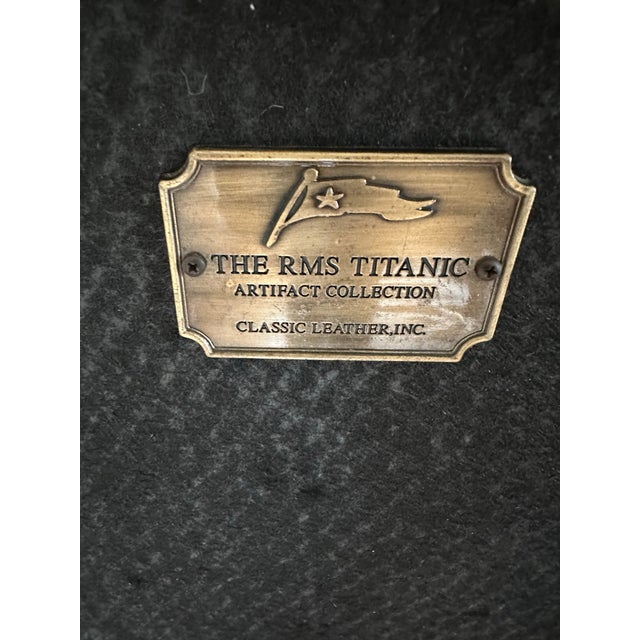 THE RMS TITANIC
ARTIFACT COLLECTION
CLASSIC LEATHER,INC.